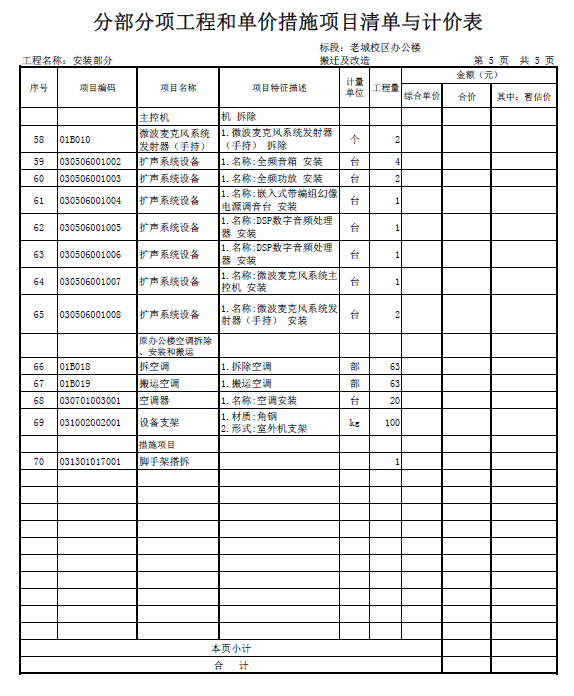 分部分项工程和单价措施项目清单与计价表
标段：老城校区办公楼
工程名称：安装部分 搬迁及改造 第 5 页 共 5 页
序号 项目编码 项目名称 项目特征描述 计量单位 工程量 金额（元）
综合单价 合价 其中：暂估价
主控机 机 拆除
58 01B010 微波麦克风系统发射器（手持） 1.微波麦克风系统发射器（手持） 拆除 个 2
59 030506001002 扩声系统设备 1.名称:全频音箱 安装 台 4
60 030506001003 扩声系统设备 1.名称:全频功放 安装 台 2
61 030506001004 扩声系统设备 1.名称:嵌入式带编组幻像电源调音台 安装 台 1
62 030506001005 扩声系统设备 1.名称:DSP数字音频处理器 安装 台 1
63 030506001006 扩声系统设备 1.名称:DSP数字音频处理器 安装 台 1
64 030506001007 扩声系统设备 1.名称:微波麦克风系统主控机 安装 台 1
65 030506001008 扩声系统设备 1.名称:微波麦克风系统发射器（手持） 安装 台 2
原办公楼空调拆除、安装和搬运
66 01B018 拆空调 1.拆除空调 部 63
67 01B019 搬运空调 1.搬运空调 部 63
68 030701003001 空调器 1.名称:空调安装 台 20
69 031002002001 设备支架 1.材质:角钢 2.形式:室外机支架 kg 100
措施项目
70 031301017001 脚手架搭拆 1
本页小计
合 计